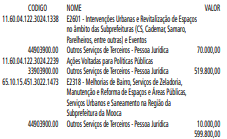 CODIGO NOME VALOR
11.60.04.122.3024.1338 E2601 - Intervenções Urbanas e Revitalização de Espaços
no âmbito das Subprefeituras (CS, Cademar, Samaro,
Parelheiros, entre outras) e Eventos
44903900.00 Outros Serviços de Terceiros - Pessoa Jurídica 70.000,00
11.60.04.122.3024.2239 Ações Voltadas para Políticas Públicas
33903900.00 Outros Serviços de Terceiros - Pessoa Jurídica 519.800,00
65.10.15.451.3022.1473 E2318 - Melhorias de Bairro, Serviços de Zeladoria,
Manutenção e Reforma de Espaços e Áreas Públicas,
Serviços Urbanos e Saneamento na Região da
Subprefeitura da Mooca
44903900.00 Outros Serviços de Terceiros - Pessoa Jurídica 10.000,00
599.800,00